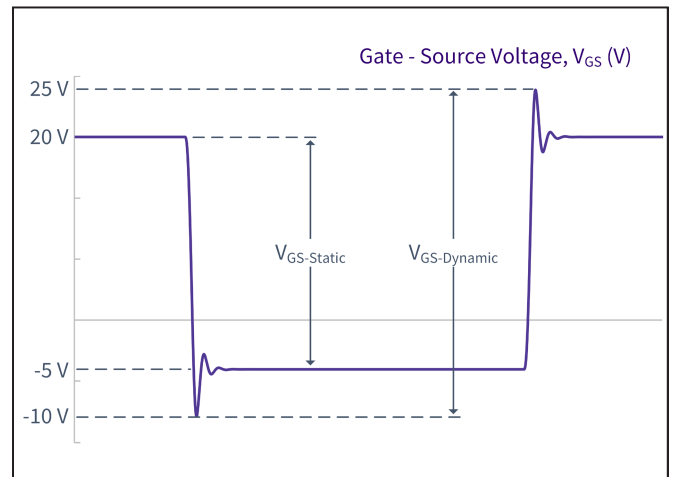 Gate - Source Voltage, VGS (V)
25 V
20 V
VGS-Static
VGS-Dynamic
-5 V
-10 V